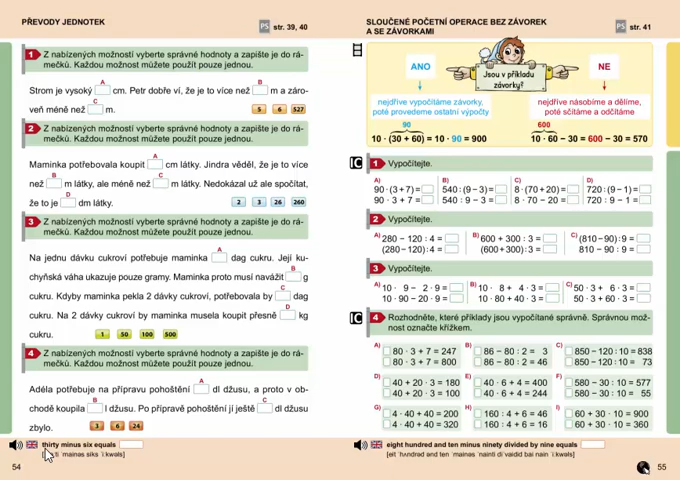 PŘEVODY JEDNOTEK
PS str. 39, 40
1 Z nabízených možností vyberte správné hodnoty a zapište je do rá-
mečků. Každou možnost můžete použít pouze jednou.
A B
Strom je vysoký cm. Petr dobře ví, že je to více než m a záro-
C
veň méně než m.
5 6 527
2 Z nabízených možností vyberte správné hodnoty a zapište je do rá-
mečků. Každou možnost můžete použít pouze jednou.
A
Maminka potřebovala koupit cm látky. Jindra věděl, že je to více
B C
než m látky, ale méně než m látky. Nedokázal už ale spočítat,
D
že to je dm látky.
2 3 26 260
3 Z nabízených možností vyberte správné hodnoty a zapište je do rá-
mečků. Každou možnost můžete použít pouze jednou.
A
Na jednu dávku cukroví potřebuje maminka dag cukru. Její ku-
B
chyňská váha ukazuje pouze gramy. Maminka proto musí navážit g
C
cukru. Kdyby maminka pekla 2 dávky cukroví, potřebovala by dag
D
cukru. Na 2 dávky cukroví by maminka musela koupit přesně kg
cukru.
1 50 100 500
4 Z nabízených možností vyberte správné hodnoty a zapište je do rá-
mečků. Každou možnost můžete použít pouze jednou.
A
Adéla potřebuje na přípravu pohoštění dl džusu, a proto v ob-
B C
chodě koupila l džusu. Po přípravě pohoštění jí ještě dl džusu
zbylo.
3 6 24
thirty minus six equals
54
SLOUČENÉ POČETNÍ OPERACE BEZ ZÁVOREK
A SE ZÁVORKAMI
PS str. 41
ANO
Jsou v příkladu
závorky?
NE
nejdříve vypočítáme závorky,
poté provedeme ostatní výpočty
nejdříve násobíme a dělíme,
poté sčítáme a odčítáme
90
10 · (30 + 60) = 10 · 90 = 900
600
10 · 60 – 30 = 600 – 30 = 570
1 Vypočítejte.
A) B) C) D)
90 · (3 + 7) = 540 : (9 – 3) = 8 · (70 + 20) = 720 : (9 – 1) =
90 · 3 + 7 = 540 : 9 – 3 = 8 · 70 – 20 = 720 : 9 – 1 =
2 Vypočítejte.
A) 280 – 120 : 4 = B) 600 + 300 : 3 = C) (810 – 90) : 9 =
(280 – 120) : 4 = (600 + 300) : 3 = 810 – 90 : 9 =
3 Vypočítejte.
A) 10 · 9 – 2 · 9 = B) 10 · 8 + 4 · 3 = C) 50 · 3 + 6 · 3 =
10 · 90 – 20 · 9 = 10 · 80 + 40 · 3 = 50 · 3 + 60 · 3 =
4 Rozhodněte, které příklady jsou vypočítané správně. Správnou mož-
nost označte křížkem.
A) B) C)
80 · 3 + 7 = 247 86 – 80 : 2 = 3 850 – 120 : 10 = 838
80 · 3 + 7 = 800 86 – 80 : 2 = 46 850 – 120 : 10 = 73
D) E) F)
40 + 20 · 3 = 180 40 · 6 + 4 = 400 580 – 30 : 10 = 577
40 + 20 · 3 = 100 40 · 6 + 4 = 244 580 – 30 : 10 = 55
G) H) I)
4 · 40 + 40 = 200 160 : 4 + 6 = 46 60 + 30 · 10 = 900
4 · 40 + 40 = 320 160 : 4 + 6 = 16 60 + 30 · 10 = 360
eight hundred and ten minus ninety divided by nine equals
55